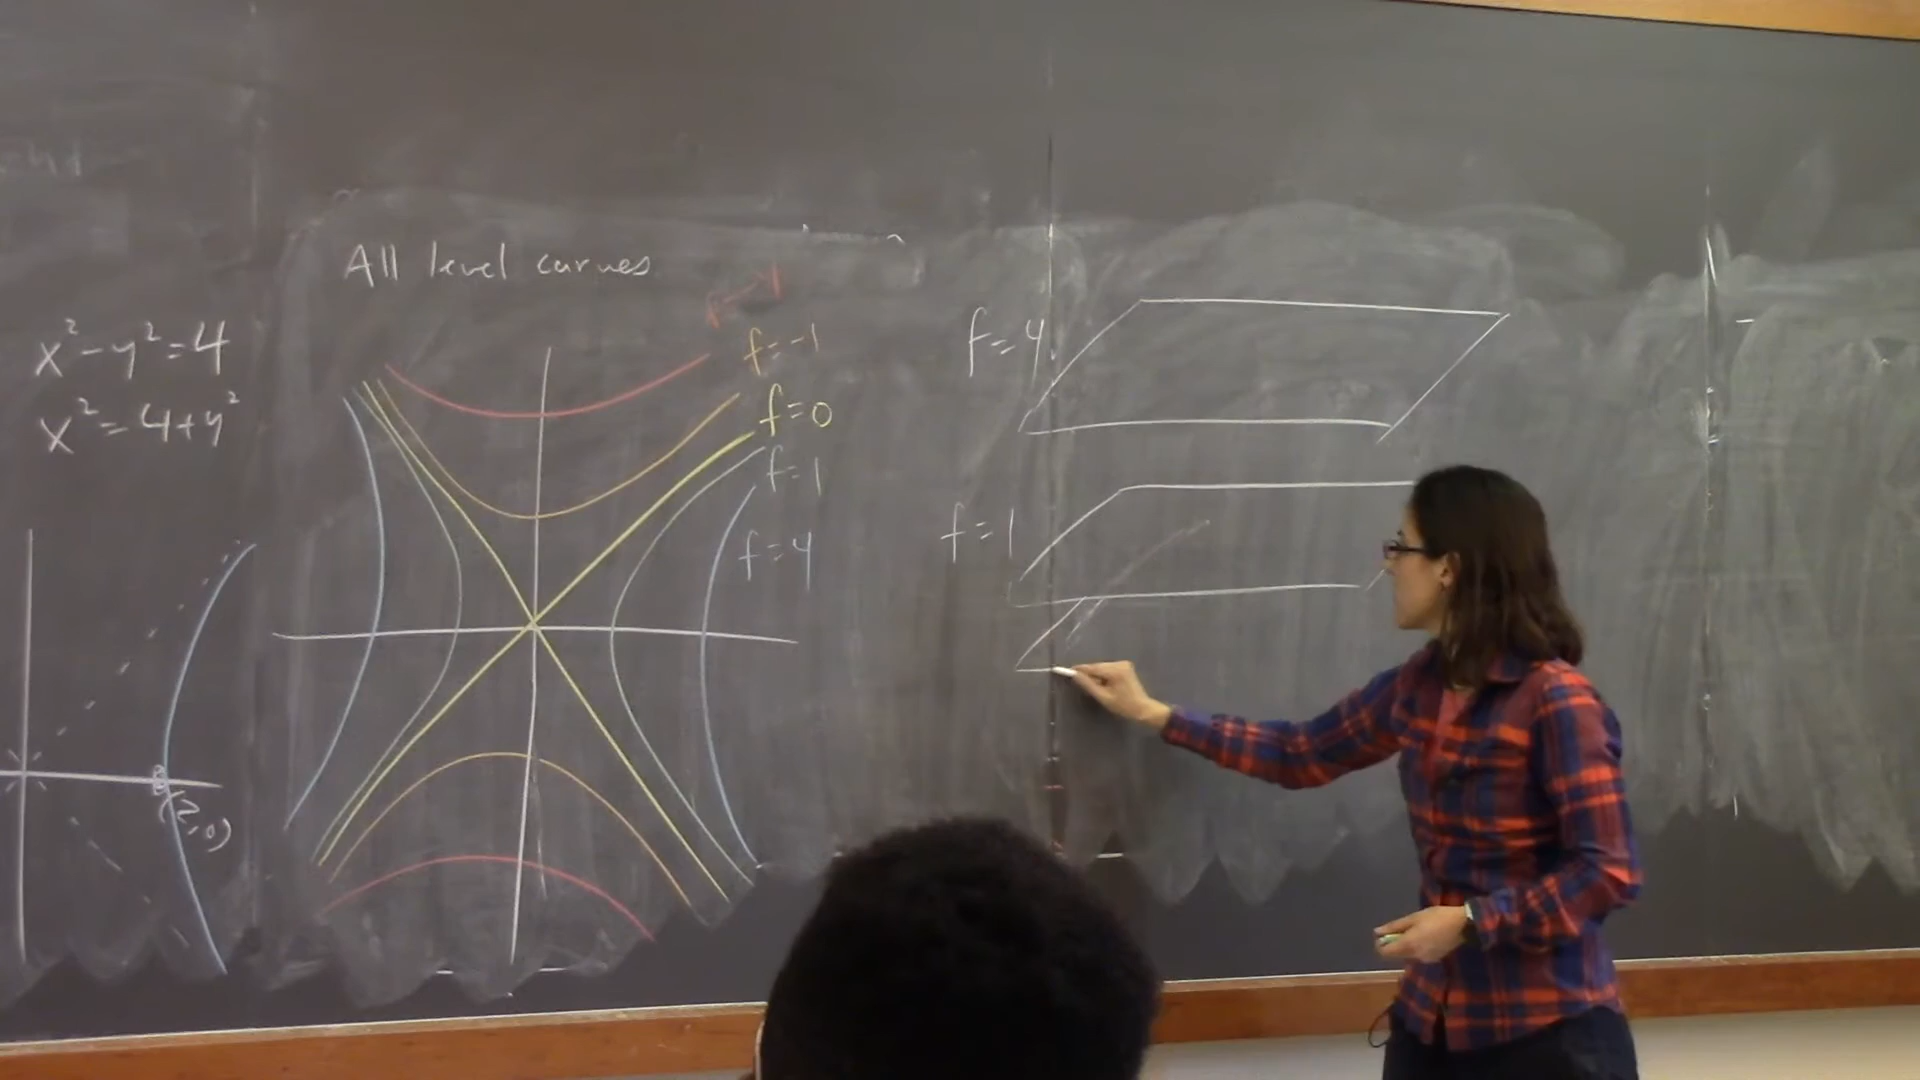 All level curves
x²-y²=4
x²=4+y²
(2,0)
f=-1
f=0
f=1
f=4
f=4
f=1